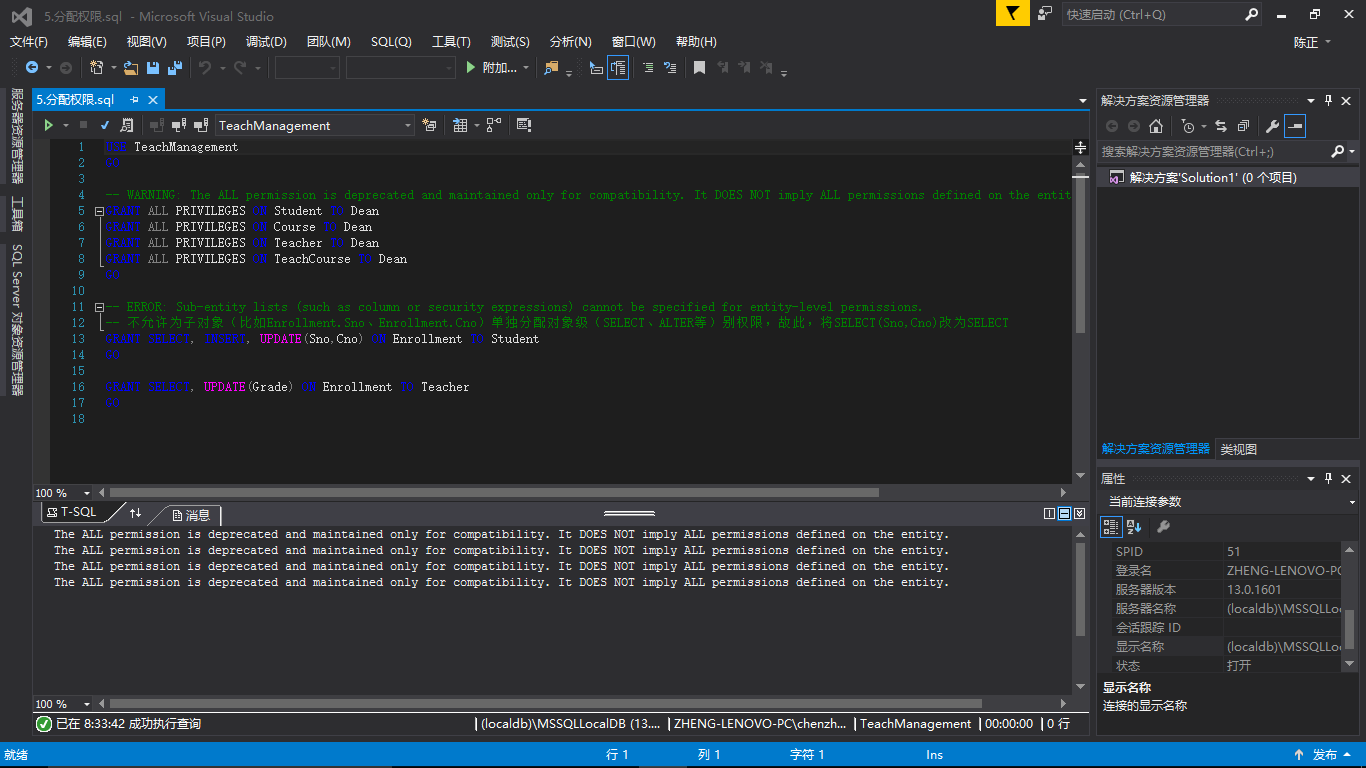 5.分配权限.sql - Microsoft Visual Studio
快速启动 (Ctrl+Q)
文件(F) 编辑(E) 视图(V) 项目(P) 调试(D) 团队(M) SQL(Q) 工具(T) 测试(S) 分析(N) 窗口(W) 帮助(H)
陈正
附加...
服务器资源管理器
工具箱
SQL Server 对象资源管理器
5.分配权限.sql
TeachManagement
1 USE TeachManagement
2 GO
3
4 -- WARNING: The ALL permission is deprecated and maintained only for compatibility. It DOES NOT imply ALL permissions defined on the entit
5 GRANT ALL PRIVILEGES ON Student TO Dean
6 GRANT ALL PRIVILEGES ON Course TO Dean
7 GRANT ALL PRIVILEGES ON Teacher TO Dean
8 GRANT ALL PRIVILEGES ON TeachCourse TO Dean
9 GO
10
11 -- ERROR: Sub-entity lists (such as column or security expressions) cannot be specified for entity-level permissions.
12 -- 不允许为子对象（比如Enrollment.Sno、Enrollment.Cno）单独分配对象级（SELECT、ALTER等）别权限，故此，将SELECT(Sno,Cno)改为SELECT
13 GRANT SELECT, INSERT, UPDATE(Sno,Cno) ON Enrollment TO Student
14 GO
15
16 GRANT SELECT, UPDATE(Grade) ON Enrollment TO Teacher
17 GO
18
100 %
T-SQL
消息
The ALL permission is deprecated and maintained only for compatibility. It DOES NOT imply ALL permissions defined on the entity.
The ALL permission is deprecated and maintained only for compatibility. It DOES NOT imply ALL permissions defined on the entity.
The ALL permission is deprecated and maintained only for compatibility. It DOES NOT imply ALL permissions defined on the entity.
The ALL permission is deprecated and maintained only for compatibility. It DOES NOT imply ALL permissions defined on the entity.
100 %
已在 8:33:42 成功执行查询
(localdb)\MSSQLLocalDB (13.... ZHENG-LENOVO-PC\chenzh... TeachManagement 00:00:00 0 行
解决方案资源管理器
搜索解决方案资源管理器(Ctrl+;)
解决方案'Solution1' (0 个项目)
解决方案资源管理器 类视图
属性
当前连接参数
SPID 51
登录名 ZHENG-LENOVO-PC
服务器版本 13.0.1601
服务器名称 (localdb)\MSSQLLo
会话跟踪 ID
显示名称 (localdb)\MSSQLLo
状态 打开
显示名称
连接的显示名称
就绪 行 1 列 1 字符 1 Ins 发布